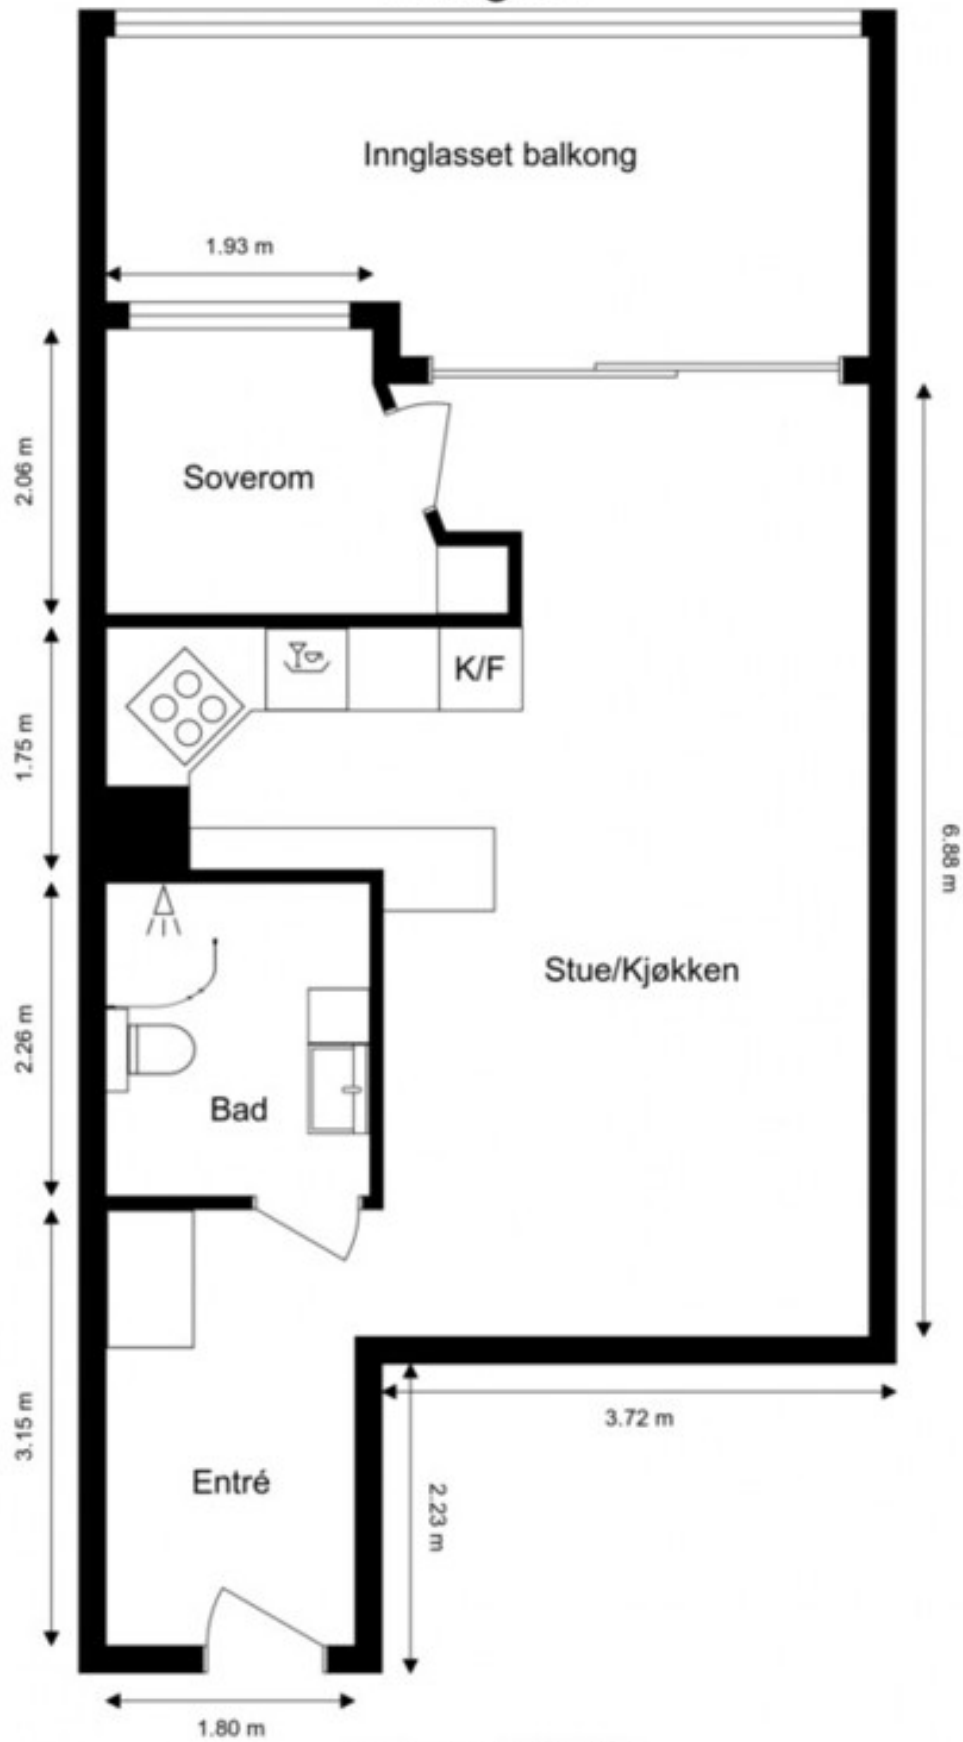 Innglasset balkong
1.93 m
2.06 m
Soverom
K/F
1.75 m
6.88 m
Stue/Kjøkken
2.26 m
Bad
3.15 m
3.72 m
Entré
2.23 m
1.80 m